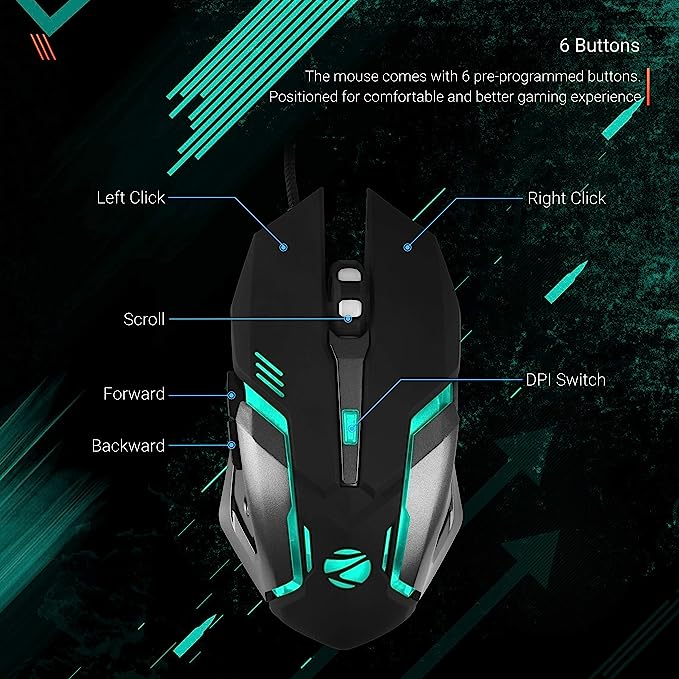 6 Buttons
The mouse comes with 6 pre-programmed buttons.
Positioned for comfortable and better gaming experience
Left Click
Right Click
Scroll
DPI Switch
Forward
Backward